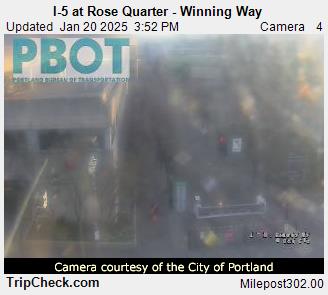 I-5 at Rose Quarter - Winning Way
Updated Jan 20 2025 3:52 PM Camera 4
PBOT
PORTLAND BUREAU OF TRANSPORTATION
Camera courtesy of the City of Portland
TripCheck.com Milepost302.00